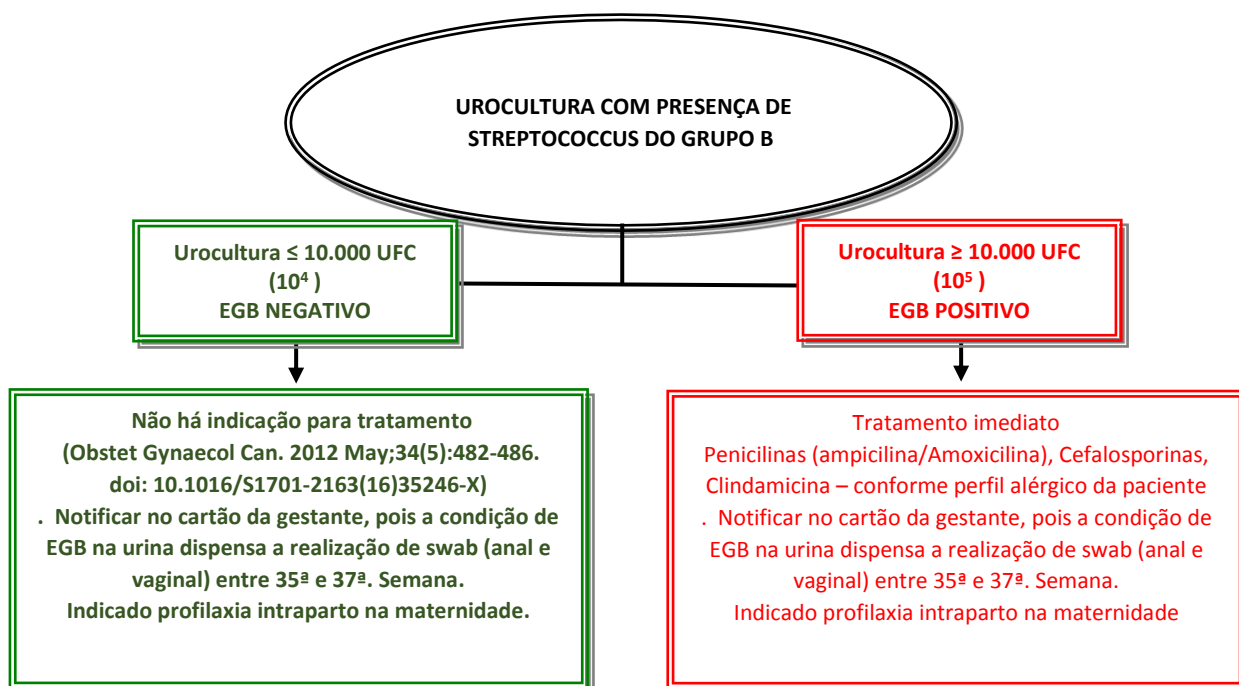 UROCULTURA COM PRESENÇA DE
STREPTOCOCCUS DO GRUPO B
Urocultura ≤ 10.000 UFC
(10⁴ )
EGB NEGATIVO
Urocultura ≥ 10.000 UFC
(10⁵ )
EGB POSITIVO
Não há indicação para tratamento
(Obstet Gynaecol Can. 2012 May;34(5):482-486.
doi: 10.1016/S1701-2163(16)35246-X)
. Notificar no cartão da gestante, pois a condição de
EGB na urina dispensa a realização de swab (anal e
vaginal) entre 35ª e 37ª. Semana.
Indicado profilaxia intraparto na maternidade.
Tratamento imediato
Penicilinas (ampicilina/Amoxicilina), Cefalosporinas,
Clindamicina – conforme perfil alérgico da paciente
. Notificar no cartão da gestante, pois a condição de
EGB na urina dispensa a realização de swab (anal e
vaginal) entre 35ª e 37ª. Semana.
Indicado profilaxia intraparto na maternidade